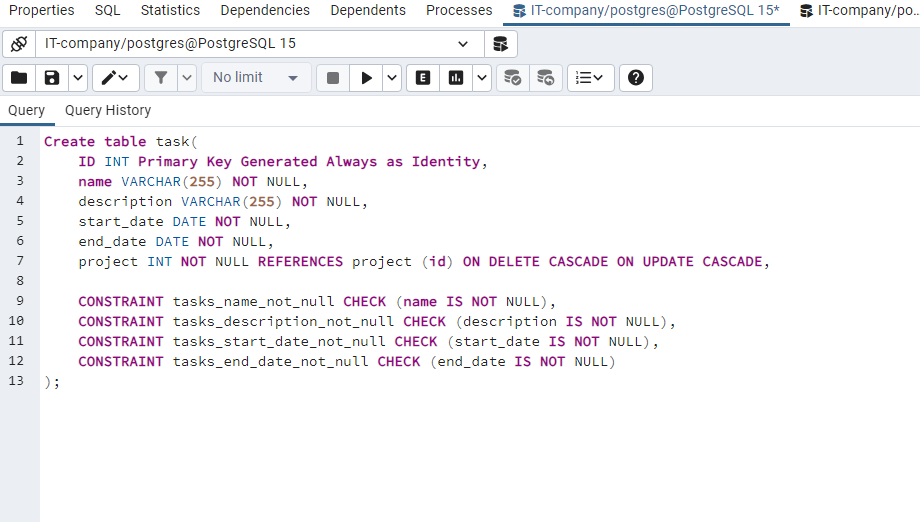 Properties SQL Statistics Dependencies Dependents Processes IT-company/postgres@PostgreSQL 15* IT-company/po...
IT-company/postgres@PostgreSQL 15
No limit
E
Query Query History
1 Create table task(
2 ID INT Primary Key Generated Always as Identity,
3 name VARCHAR(255) NOT NULL,
4 description VARCHAR(255) NOT NULL,
5 start_date DATE NOT NULL,
6 end_date DATE NOT NULL,
7 project INT NOT NULL REFERENCES project (id) ON DELETE CASCADE ON UPDATE CASCADE,
8
9 CONSTRAINT tasks_name_not_null CHECK (name IS NOT NULL),
10 CONSTRAINT tasks_description_not_null CHECK (description IS NOT NULL),
11 CONSTRAINT tasks_start_date_not_null CHECK (start_date IS NOT NULL),
12 CONSTRAINT tasks_end_date_not_null CHECK (end_date IS NOT NULL)
13 );